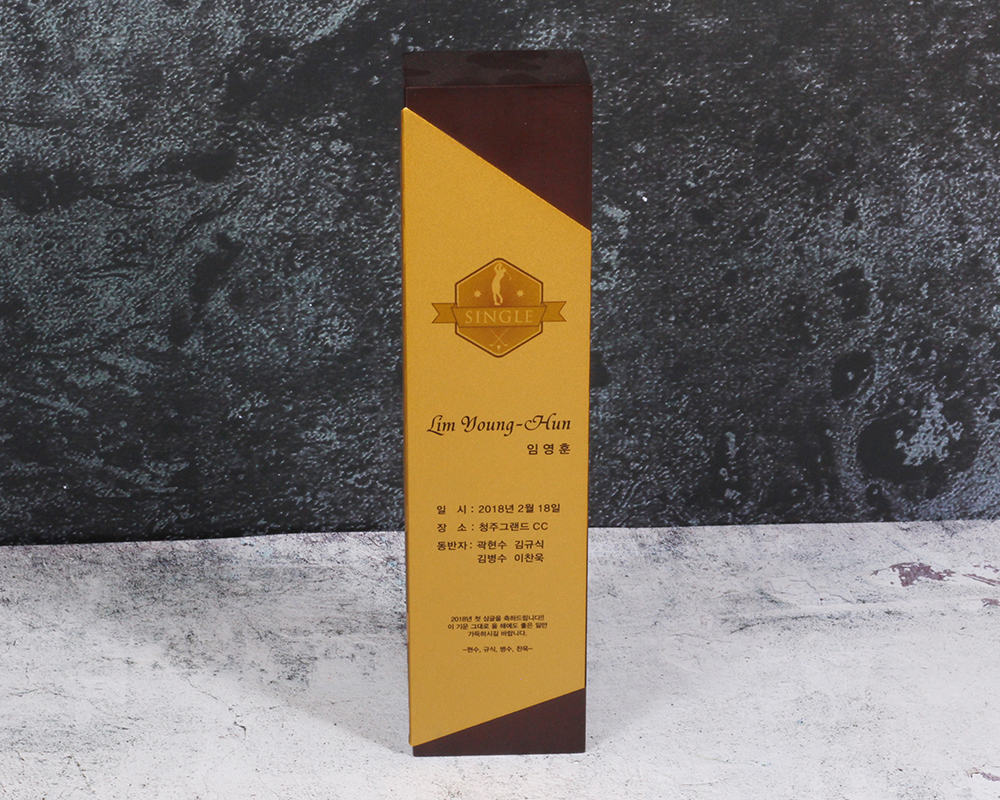 SINGLE
Lim Young-Hun
임영훈
일 시 : 2018년 2월 18일
장 소 : 청주그랜드 CC
동반자 : 곽현수 김규식
김병수 이찬욱
2018년 첫 싱글을 축하드립니다!!
이 기운 그대로 올 해에도 좋은 일만
가득하시길 바랍니다.
-현수, 규식, 병수, 찬욱-